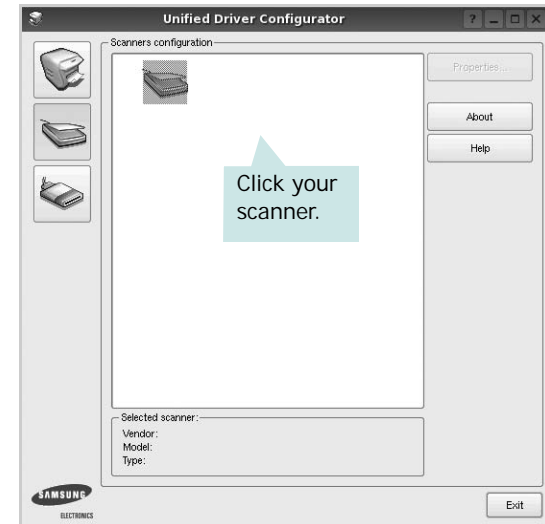 Unified Driver Configurator
?
Scanners configuration
Properties...
About
Help
Click your
scanner.
Selected scanner:
Vendor:
Model:
Type:
SAMSUNG
ELECTRONICS
Exit